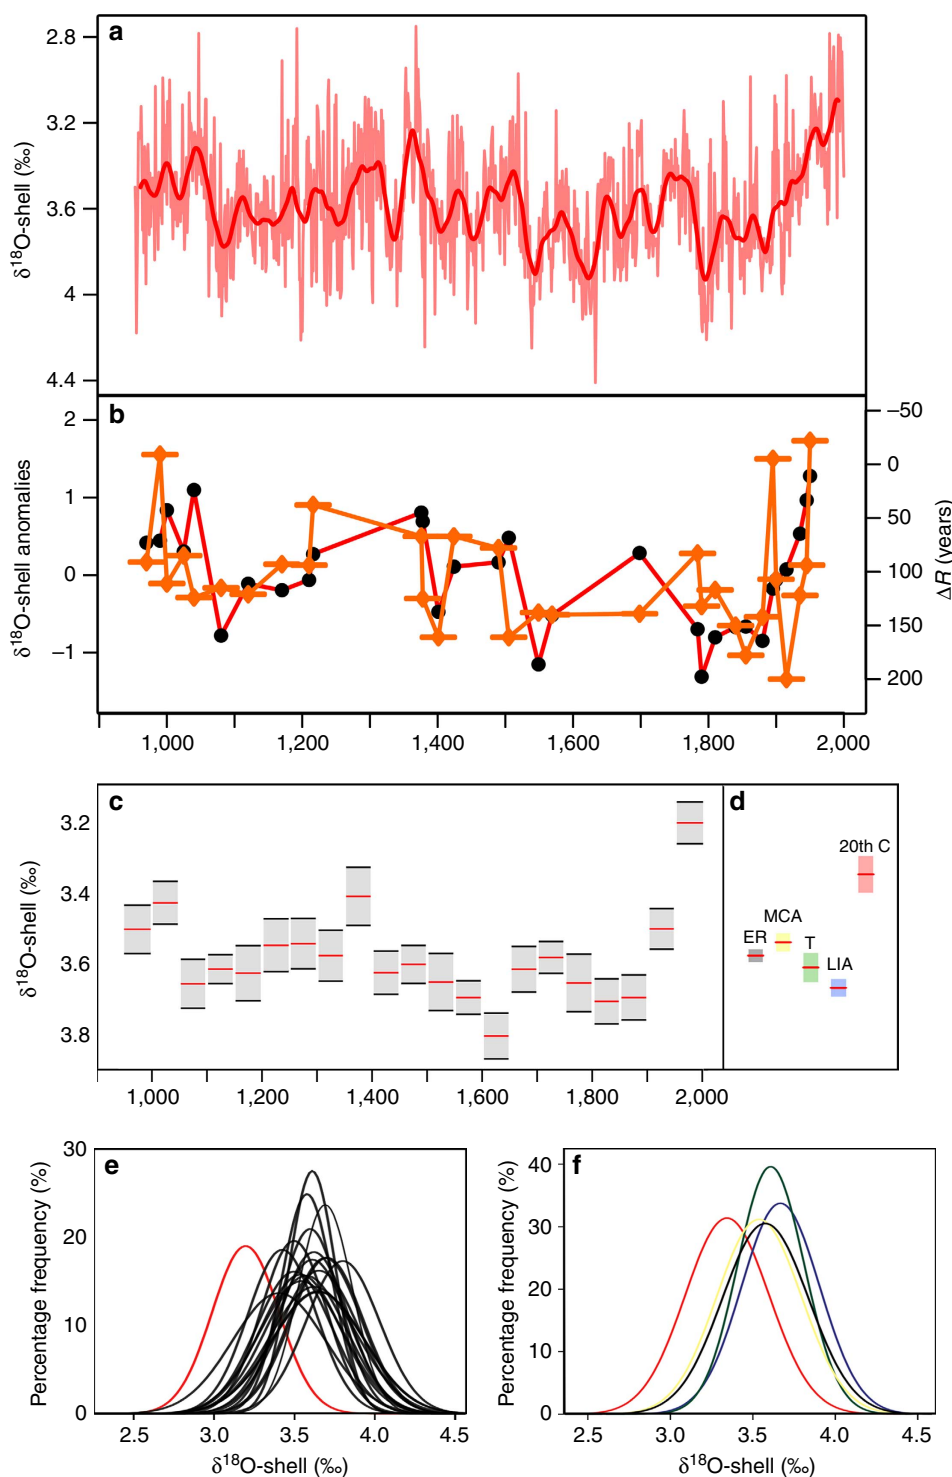 a
2.8
3.2
3.6
4
4.4
δ18O-shell (‰)
b
2
1
0
−1
δ18O-shell anomalies
−50
0
50
100
150
200
ΔR (years)
1,000
1,200
1,400
1,600
1,800
2,000
c
3.2
3.4
3.6
3.8
δ18O-shell (‰)
1,000
1,200
1,400
1,600
1,800
2,000
d
20th C
MCA
ER
T
LIA
e
30
20
10
0
Percentage frequency (%)
2.5
3.0
3.5
4.0
4.5
δ18O-shell (‰)
f
40
30
20
10
0
Percentage frequency (%)
2.5
3.0
3.5
4.0
4.5
δ18O-shell (‰)